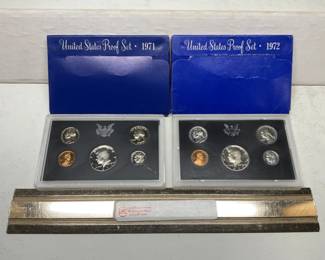 United States Proof Set · 1971
United States Proof Set · 1972